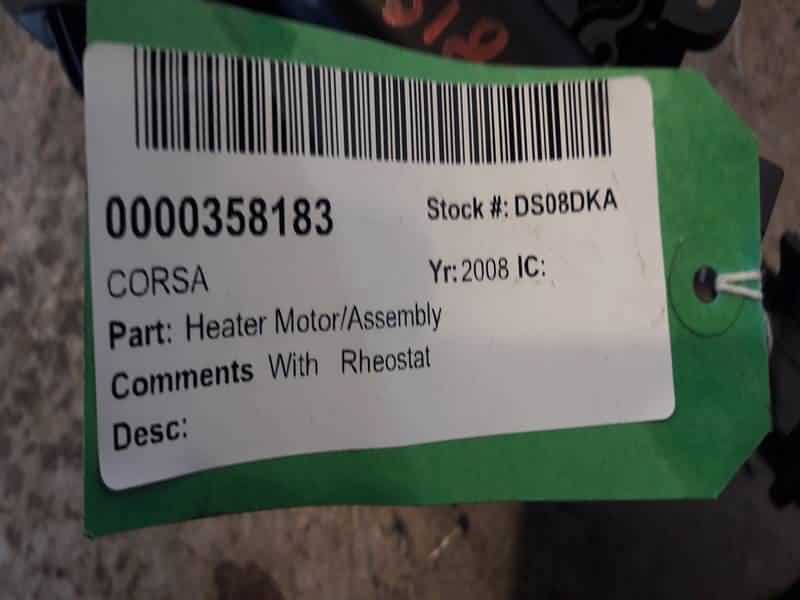 0000358183 Stock #: DS08DKA
CORSA Yr: 2008 IC:
Part: Heater Motor/Assembly
Comments With Rheostat
Desc: